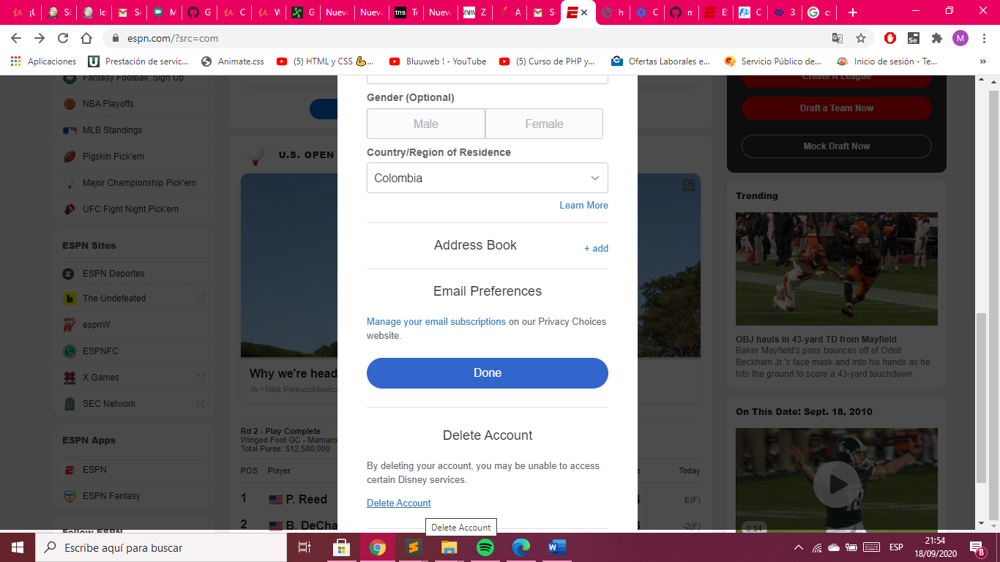 espn.com/?src=com
M
Aplicaciones
Prestación de servic...
Animate.css
(5) HTML y CSS
Bluuweb ! - YouTube
(5) Curso de PHP y...
Ofertas Laborales e...
Servicio Público de...
Inicio de sesión - Te...
»
Fantasy Football: Sign Up
NBA Playoffs
MLB Standings
Pigskin Pick'em
Major Championship Pick'em
UFC Fight Night Pick'em
ESPN Sites
ESPN Deportes
The Undefeated
espnW
ESPNFC
X Games
SEC Network
ESPN Apps
ESPN
ESPN Fantasy
Follow ESPN
U.S. OPEN
Why we're head
1h • Nick Pietruszkiewicz
Rd 2 - Play Complete
Winged Foot GC - Mamaro
Total Purse: $12,500,000
POS Player
Today
1 P. Reed
E(F)
2 B. DeCha
-2(F)
Gender (Optional)
Male
Female
Country/Region of Residence
Colombia
Learn More
Address Book
+ add
Email Preferences
Manage your email subscriptions on our Privacy Choices
website.
Done
Delete Account
By deleting your account, you may be unable to access
certain Disney services.
Delete Account
Delete Account
Create A League
Draft a Team Now
Mock Draft Now
Trending
OBJ hauls in 43-yard TD from Mayfield
Baker Mayfield's pass bounces off of Odell
Beckham Jr.'s face mask and into his hands as he
hits the ground to score a 43-yard touchdown.
On This Date: Sept. 18, 2010
18
0:54
Escribe aquí para buscar
ESP
21:54
18/09/2020
8